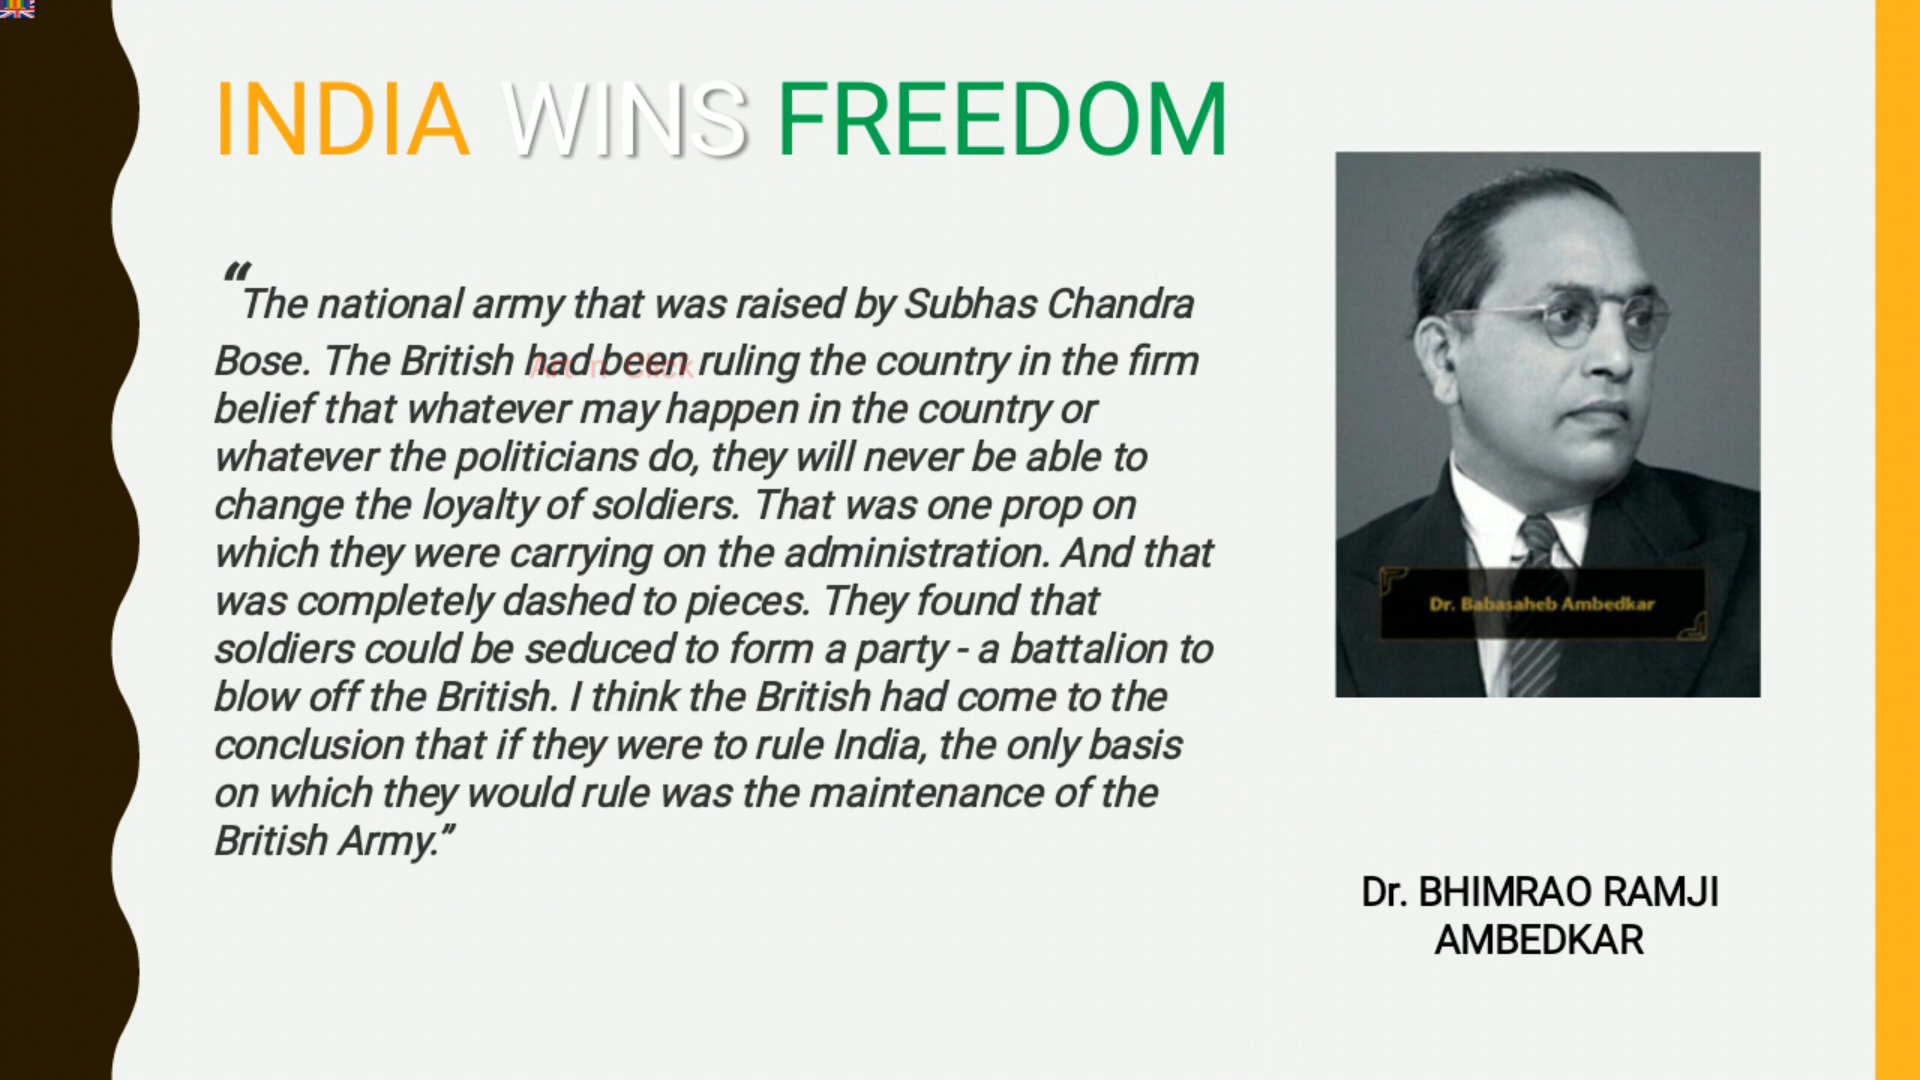 INDIA WINS FREEDOM
“The national army that was raised by Subhas Chandra
Bose. The British had been ruling the country in the firm
belief that whatever may happen in the country or
whatever the politicians do, they will never be able to
change the loyalty of soldiers. That was one prop on
which they were carrying on the administration. And that
was completely dashed to pieces. They found that
soldiers could be seduced to form a party - a battalion to
blow off the British. I think the British had come to the
conclusion that if they were to rule India, the only basis
on which they would rule was the maintenance of the
British Army.”
Art n Click
Dr. Babasaheb Ambedkar
Dr. BHIMRAO RAMJI
AMBEDKAR